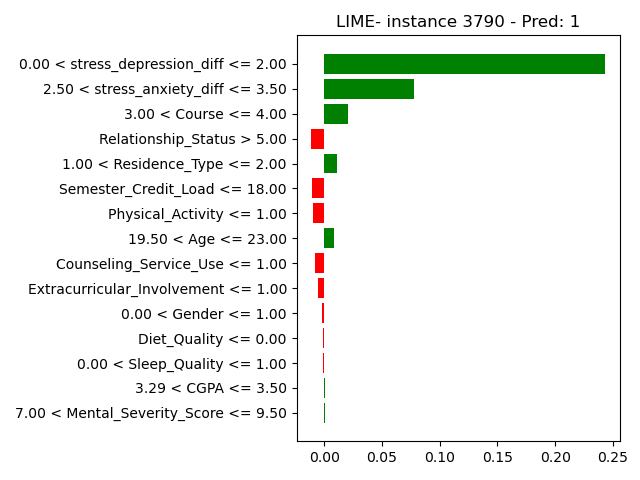 LIME- instance 3790 - Pred: 1
0.00 < stress_depression_diff <= 2.00
2.50 < stress_anxiety_diff <= 3.50
3.00 < Course <= 4.00
Relationship_Status > 5.00
1.00 < Residence_Type <= 2.00
Semester_Credit_Load <= 18.00
Physical_Activity <= 1.00
19.50 < Age <= 23.00
Counseling_Service_Use <= 1.00
Extracurricular_Involvement <= 1.00
0.00 < Gender <= 1.00
Diet_Quality <= 0.00
0.00 < Sleep_Quality <= 1.00
3.29 < CGPA <= 3.50
7.00 < Mental_Severity_Score <= 9.50
0.00 0.05 0.10 0.15 0.20 0.25